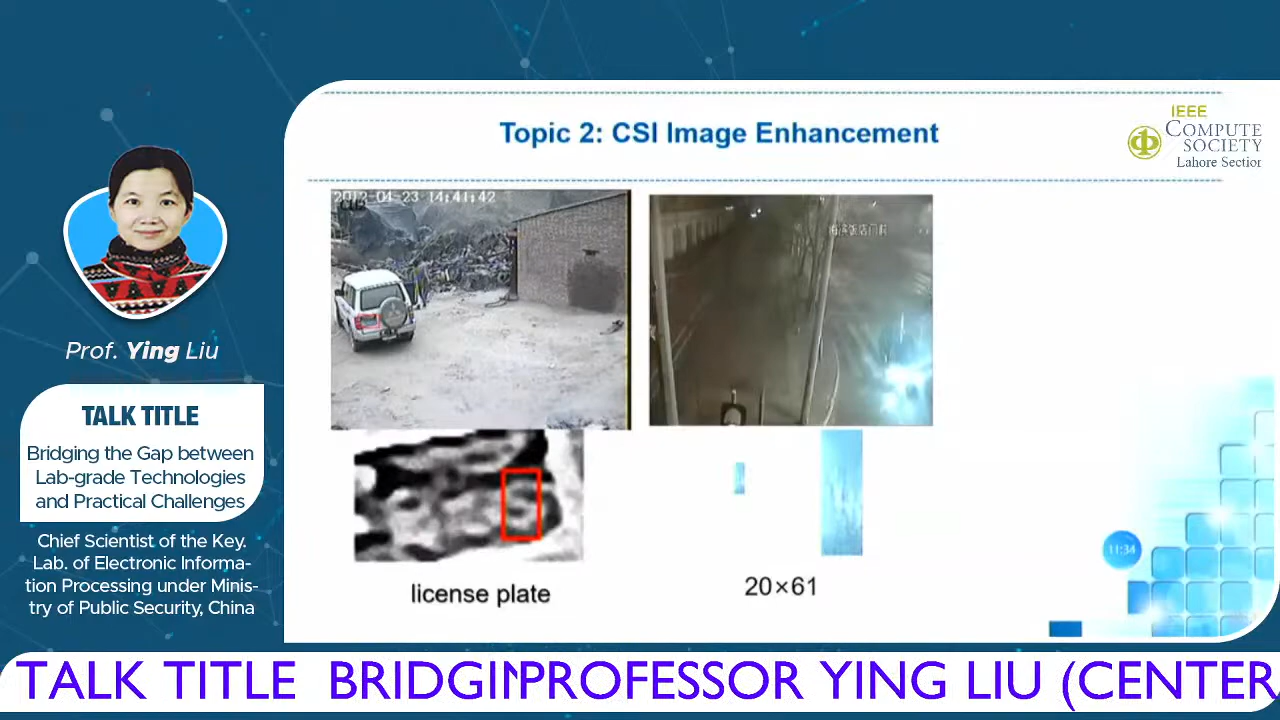 Topic 2: CSI Image Enhancement
IEEE
COMPUTE
SOCIETY
Lahore Section
2012-04-23 14:41:42
license plate
20×61
11:34
Prof. Ying Liu
TALK TITLE
Bridging the Gap between
Lab-grade Technologies
and Practical Challenges
Chief Scientist of the Key.
Lab. of Electronic Informa-
tion Processing under Minis-
try of Public Security, China
TALK TITLE BRIDGIN
PROFESSOR YING LIU (CENTER